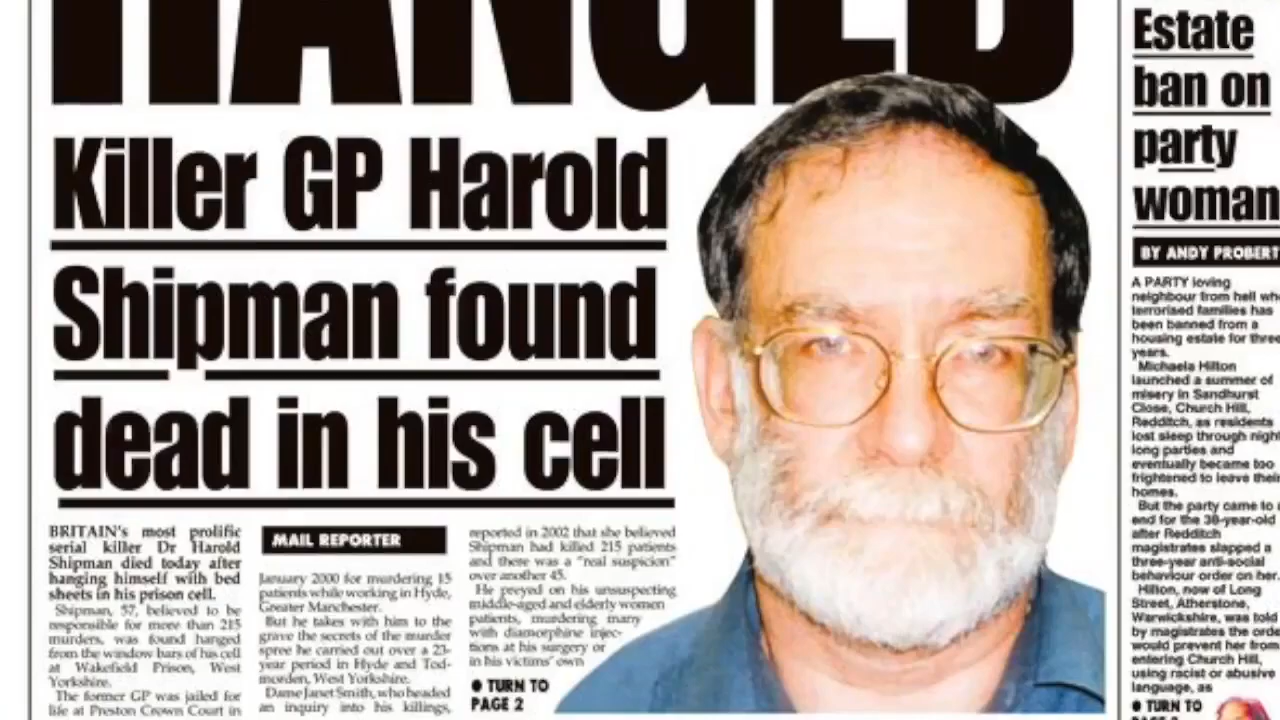 HANGED
Killer GP Harold
Shipman found
dead in his cell
BRITAIN's most prolific
serial killer Dr Harold
Shipman died today after
hanging himself with bed
sheets in his prison cell.
Shipman, 57, believed to be
responsible for more than 215
murders, was found hanged
from the window bars of his cell
at Wakefield Prison, West
Yorkshire.
The former GP was jailed for
life at Preston Crown Court in
MAIL REPORTER
January 2000 for murdering 15
patients while working in Hyde,
Greater Manchester.
But he takes with him to the
grave the secrets of the murder
spree he carried out over a 23-
year period in Hyde and Tod-
morden, West Yorkshire.
Dame Janet Smith, who headed
an inquiry into his killings,
reported in 2002 that she believed
Shipman had killed 215 patients
and there was a "real suspicion"
over another 45.
He preyed on his unsuspecting
middle-aged and elderly women
patients, murdering many
with diamorphine injec-
tions at his surgery or
in his victims' own
● TURN TO
PAGE 2
Estate
ban on
party
woman
BY ANDY PROBERT
A PARTY loving
neighbour from hell who
terrorised families has
been banned from a
housing estate for three
years.
Michaela Hilton
launched a summer of
misery in Sandhurst
Close, Church Hill,
Redditch, as residents
lost sleep through night
long parties and
eventually became too
frightened to leave their
homes.
But the party came to
end for the 38-year-old
after Redditch
magistrates slapped a
three-year anti-social
behaviour order on her.
Hilton, now of Long
Street, Atherstone,
Warwickshire, was told
by magistrates the order
would prevent her from
entering Church Hill,
using racist or abusive
language, as
● TURN TO